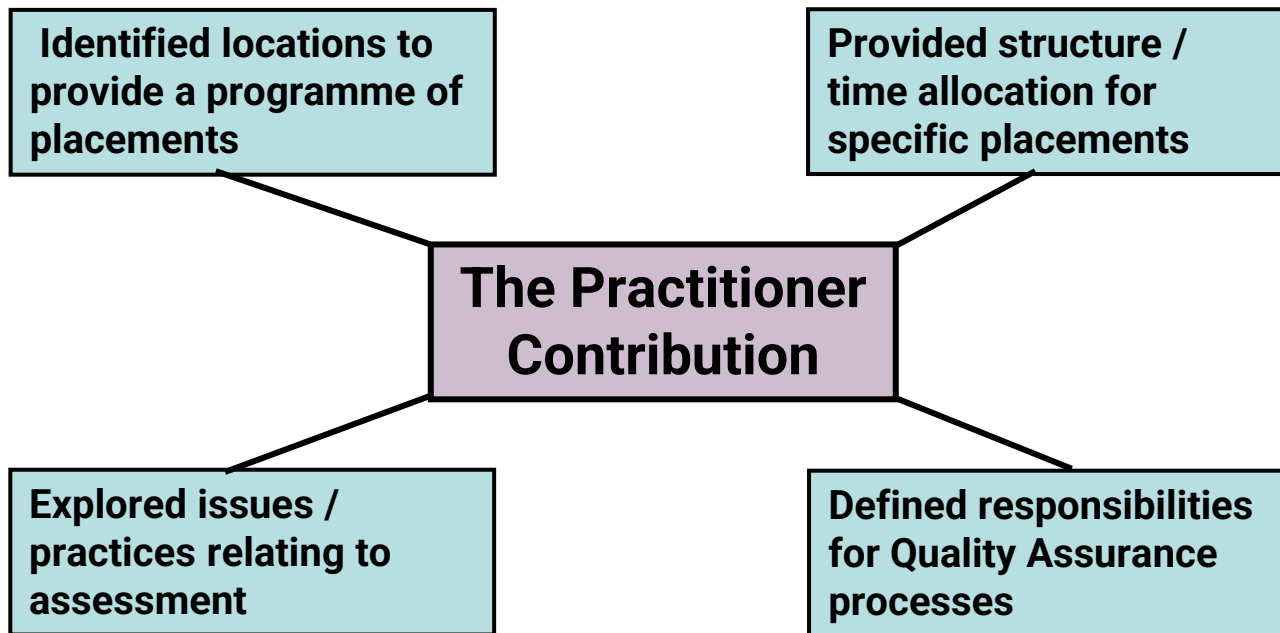 Identified locations to
provide a programme of
placements
Provided structure /
time allocation for
specific placements
The Practitioner
Contribution
Explored issues /
practices relating to
assessment
Defined responsibilities
for Quality Assurance
processes